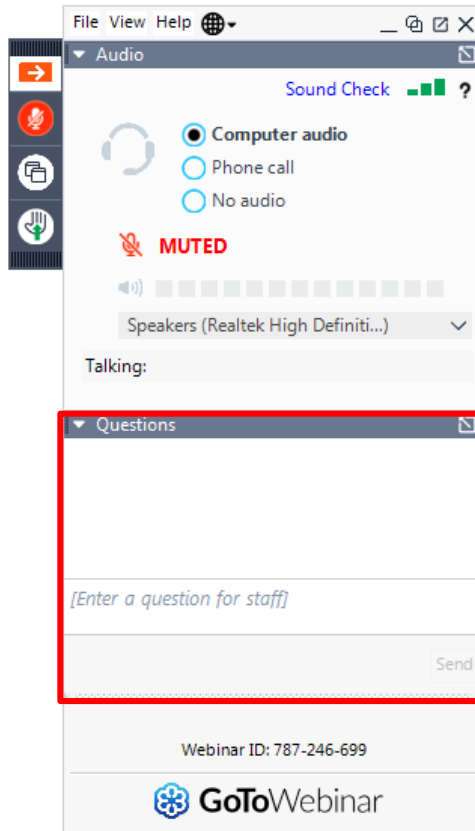 File View Help
Audio
Sound Check ?
Computer audio
Phone call
No audio
MUTED
Speakers (Realtek High Definiti...)
Talking:
Questions
[Enter a question for staff]
Send
Webinar ID: 787-246-699
GoToWebinar